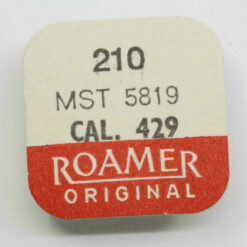 210
MST 5819
CAL. 429
ROAMER
ORIGINAL